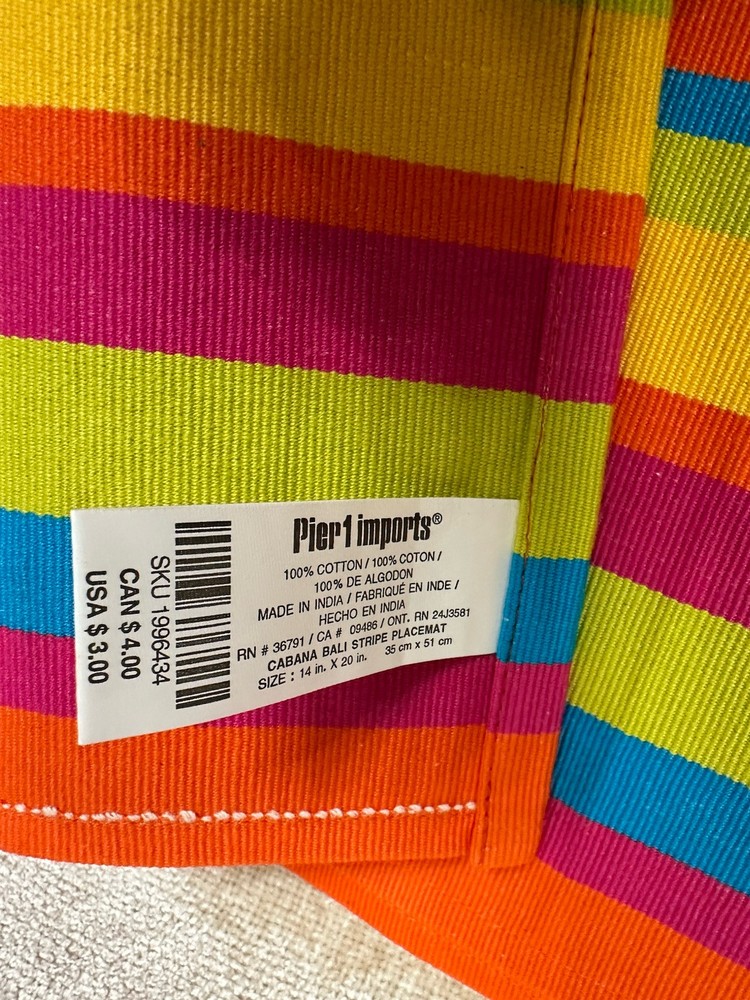 Pier 1 imports®
100% COTTON / 100% COTON /
100% DE ALGODON
MADE IN INDIA / FABRIQUÉ EN INDE /
HECHO EN INDIA
RN # 36791 / CA # 09486 / ONT. RN 24J3581
CABANA BALI STRIPE PLACEMAT
SIZE : 14 in. X 20 in. 35 cm x 51 cm
SKU 1996434
CAN $ 4.00
USA $ 3.00